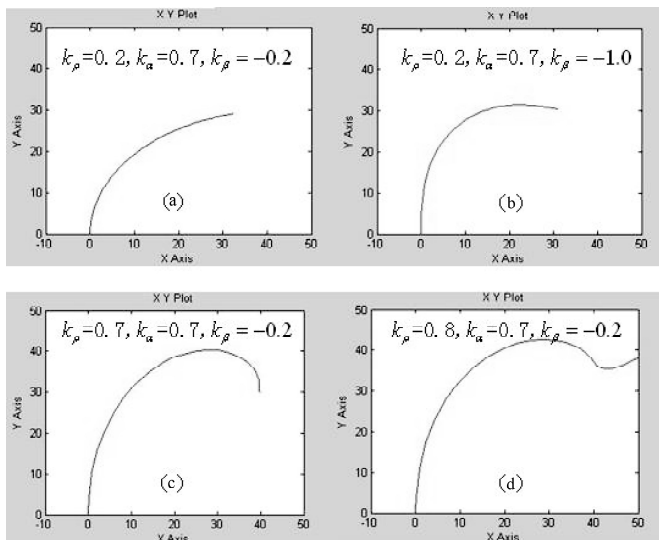 X Y Plot
k_ρ=0.2, k_α=0.7, k_β=-0.2
Y Axis
50
40
30
20
10
0
(a)
-10 0 10 20 30 40 50
X Axis
X Y Plot
k_ρ=0.2, k_α=0.7, k_β=-1.0
Y Axis
50
40
30
20
10
0
(b)
-10 0 10 20 30 40 50
X Axis
X Y Plot
k_ρ=0.7, k_α=0.7, k_β=-0.2
Y Axis
50
40
30
20
10
0
(c)
-10 0 10 20 30 40 50
X Axis
X Y Plot
k_ρ=0.8, k_α=0.7, k_β=-0.2
Y Axis
50
40
30
20
10
0
(d)
-10 0 10 20 30 40 50
X Axis